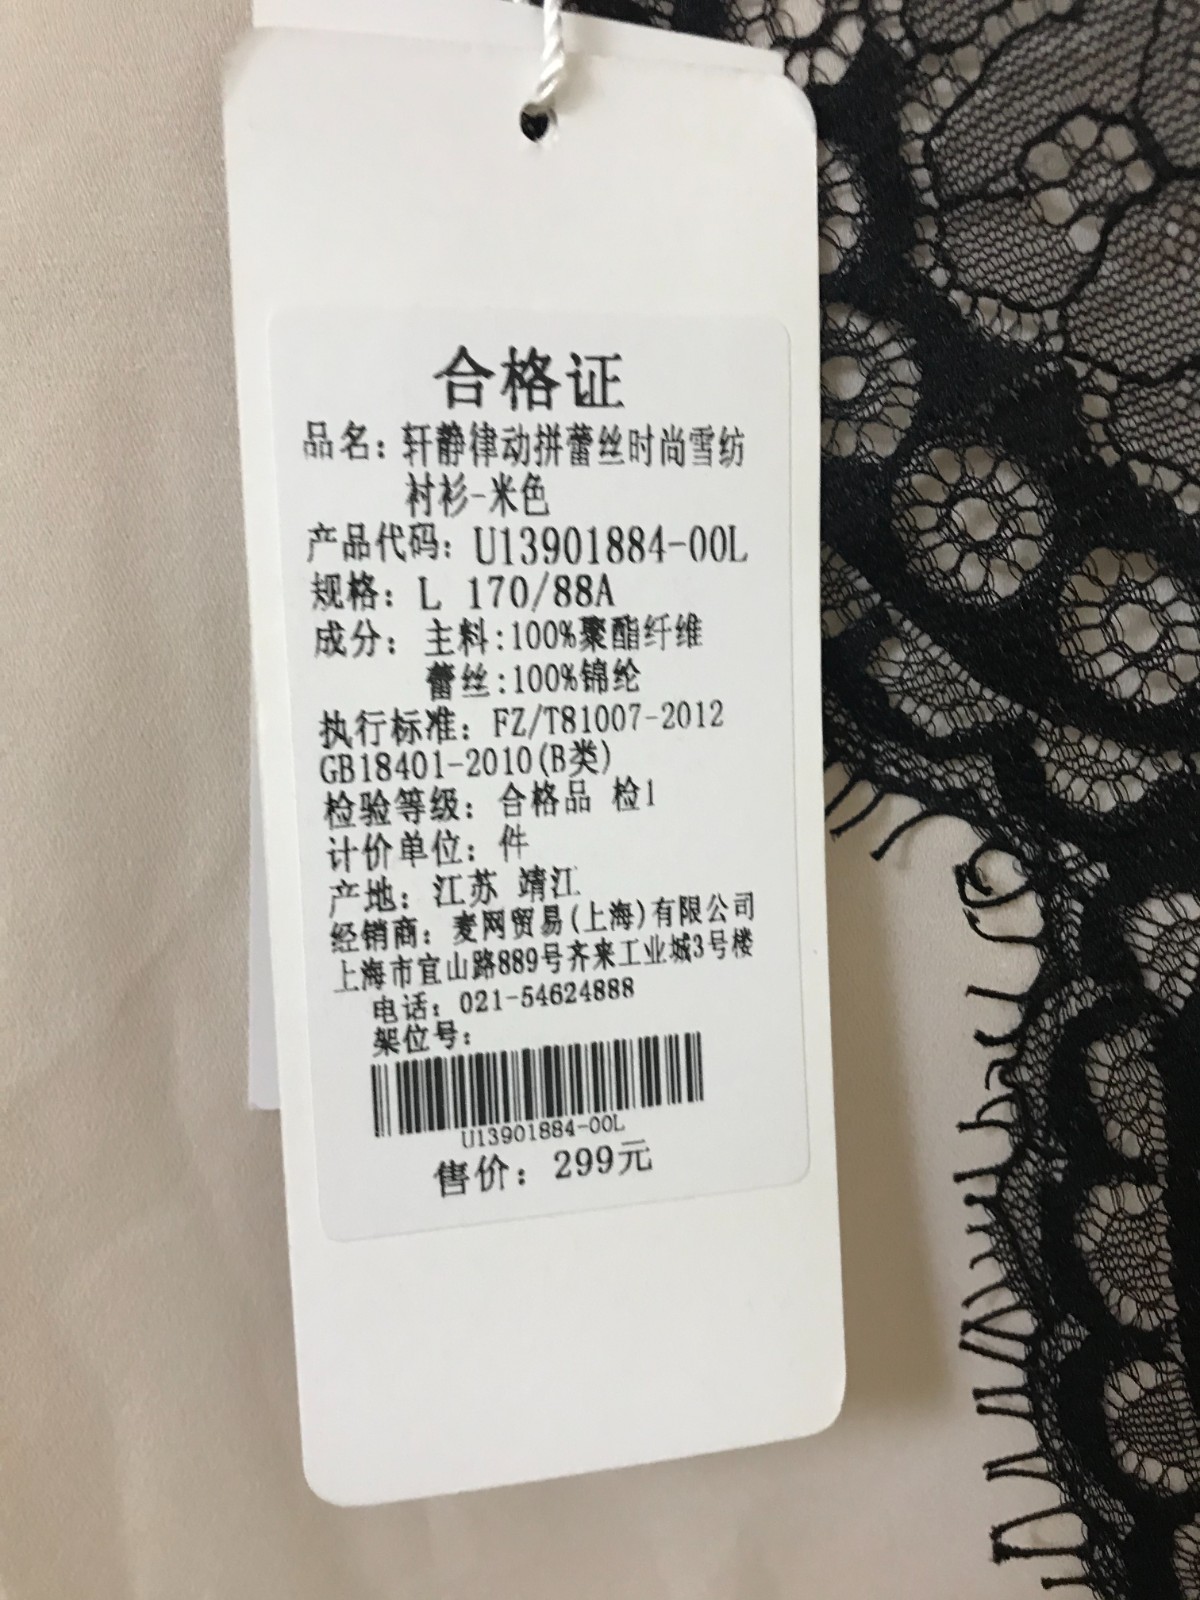 合格证
品名：轩静律动拼蕾丝时尚雪纺
衬衫-米色
产品代码：U13901884-00L
规格：L 170/88A
成分：主料:100%聚酯纤维
蕾丝:100%锦纶
执行标准：FZ/T81007-2012
GB18401-2010(B类)
检验等级：合格品 检1
计价单位：件
产地：江苏 靖江
经销商：麦网贸易(上海)有限公司
上海市宜山路889号齐来工业城3号楼
电话：021-54624888
架位号：
U13901884-00L
售价：299元